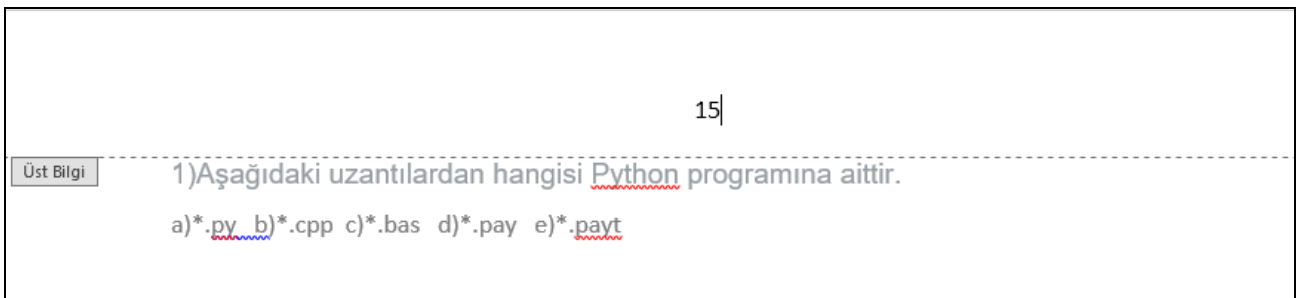 15
Üst Bilgi
1)Aşağıdaki uzantılardan hangisi Python programına aittir.
a)*.py b)*.cpp c)*.bas d)*.pay e)*.payt